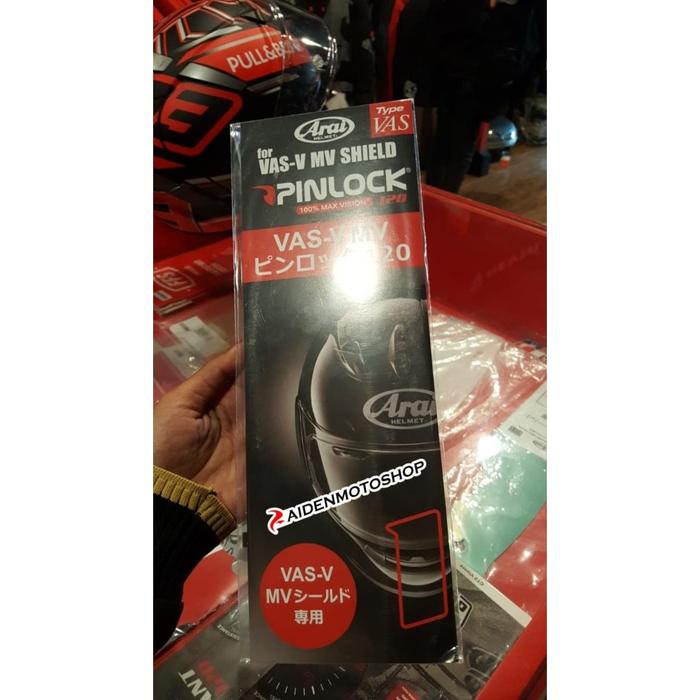 PULL&BEAR
Arai
HELMET
Type
VAS
for
VAS-V MV SHIELD
PINLOCK®
100% MAX VISION™ 120
VAS-V MV
ピンロック120
Arai
HELMET
AIDENMOTOSHOP
VAS-V
MVシールド
専用